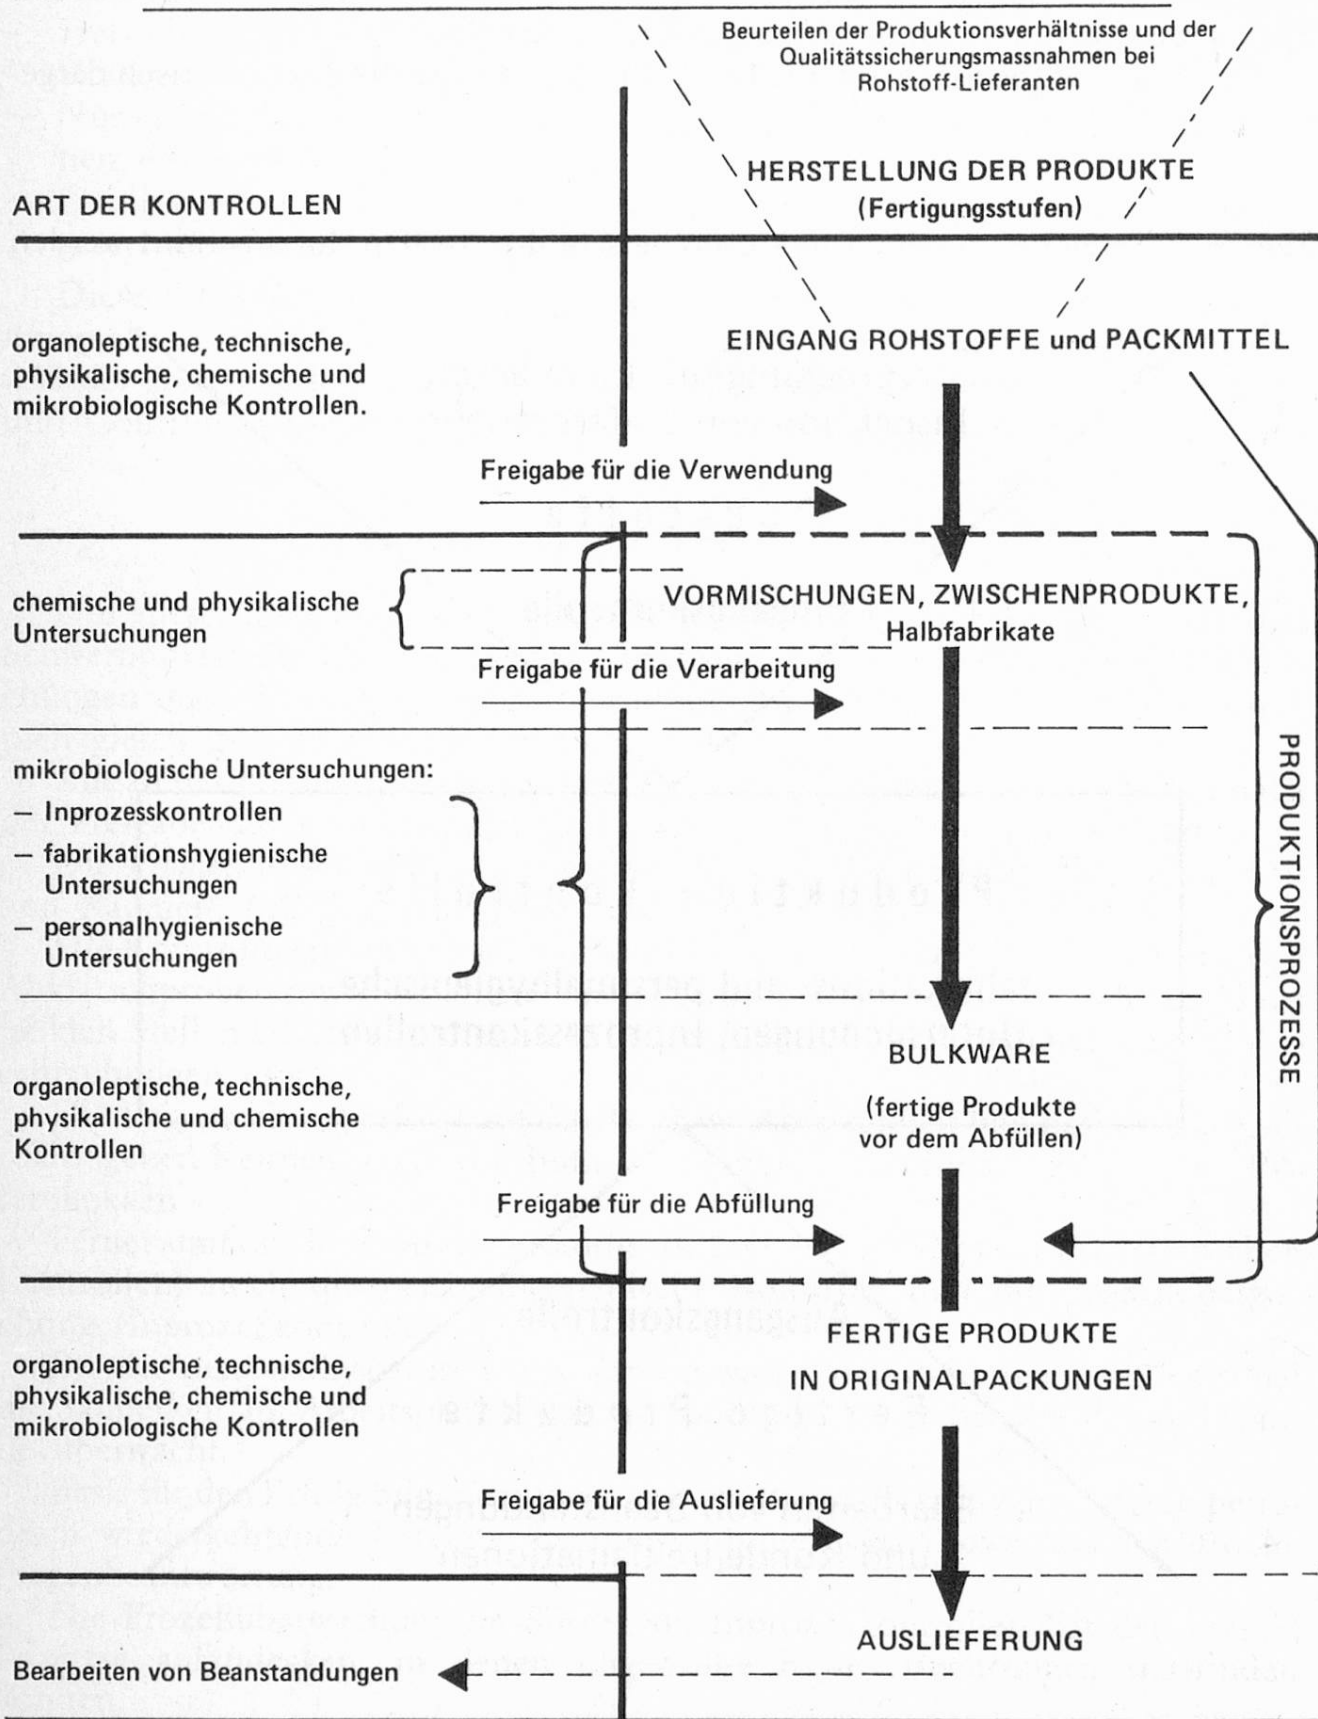 Beurteilen der Produktionsverhältnisse und der
Qualitätssicherungsmassnahmen bei
Rohstoff-Lieferanten
HERSTELLUNG DER PRODUKTE
(Fertigungsstufen)
ART DER KONTROLLEN
organoleptische, technische,
physikalische, chemische und
mikrobiologische Kontrollen.
EINGANG ROHSTOFFE und PACKMITTEL
Freigabe für die Verwendung
chemische und physikalische
Untersuchungen
VORMISCHUNGEN, ZWISCHENPRODUKTE,
Halbfabrikate
Freigabe für die Verarbeitung
mikrobiologische Untersuchungen:
– Inprozesskontrollen
– fabrikationshygienische
Untersuchungen
– personalhygienische
Untersuchungen
PRODUKTIONSPROZESSE
BULKWARE
(fertige Produkte
vor dem Abfüllen)
organoleptische, technische,
physikalische und chemische
Kontrollen
Freigabe für die Abfüllung
FERTIGE PRODUKTE
IN ORIGINALPACKUNGEN
organoleptische, technische,
physikalische, chemische und
mikrobiologische Kontrollen
Freigabe für die Auslieferung
AUSLIEFERUNG
Bearbeiten von Beanstandungen